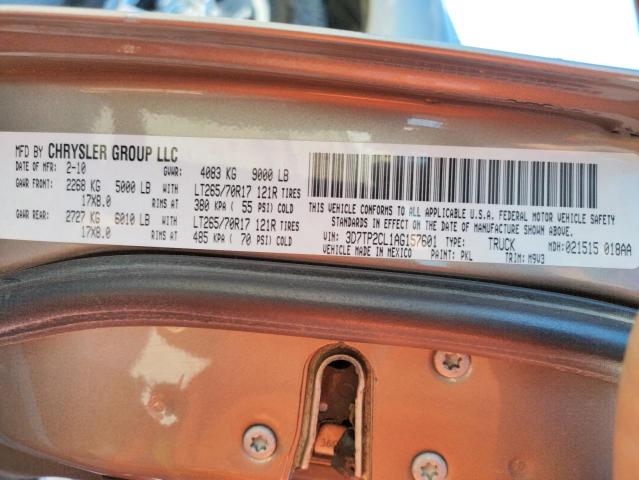 MFD BY CHRYSLER GROUP LLC
DATE OF MFR: 2-10 GVWR: 4083 KG 9000 LB
GAWR FRONT: 2268 KG 5000 LB WITH LT265/70R17 121R TIRES
17X8.0 RIMS AT 380 KPA ( 55 PSI) COLD
GAWR REAR: 2727 KG 6010 LB WITH LT265/70R17 121R TIRES
17X8.0 RIMS AT 485 KPA ( 70 PSI) COLD
THIS VEHICLE CONFORMS TO ALL APPLICABLE U.S.A. FEDERAL MOTOR VEHICLE SAFETY
STANDARDS IN EFFECT ON THE DATE OF MANUFACTURE SHOWN ABOVE.
VIN: 3D7TP2CL1AG157601 TYPE: TRUCK MDH:021515 018AA
VEHICLE MADE IN MEXICO PAINT: PKL TRIM: M9V3